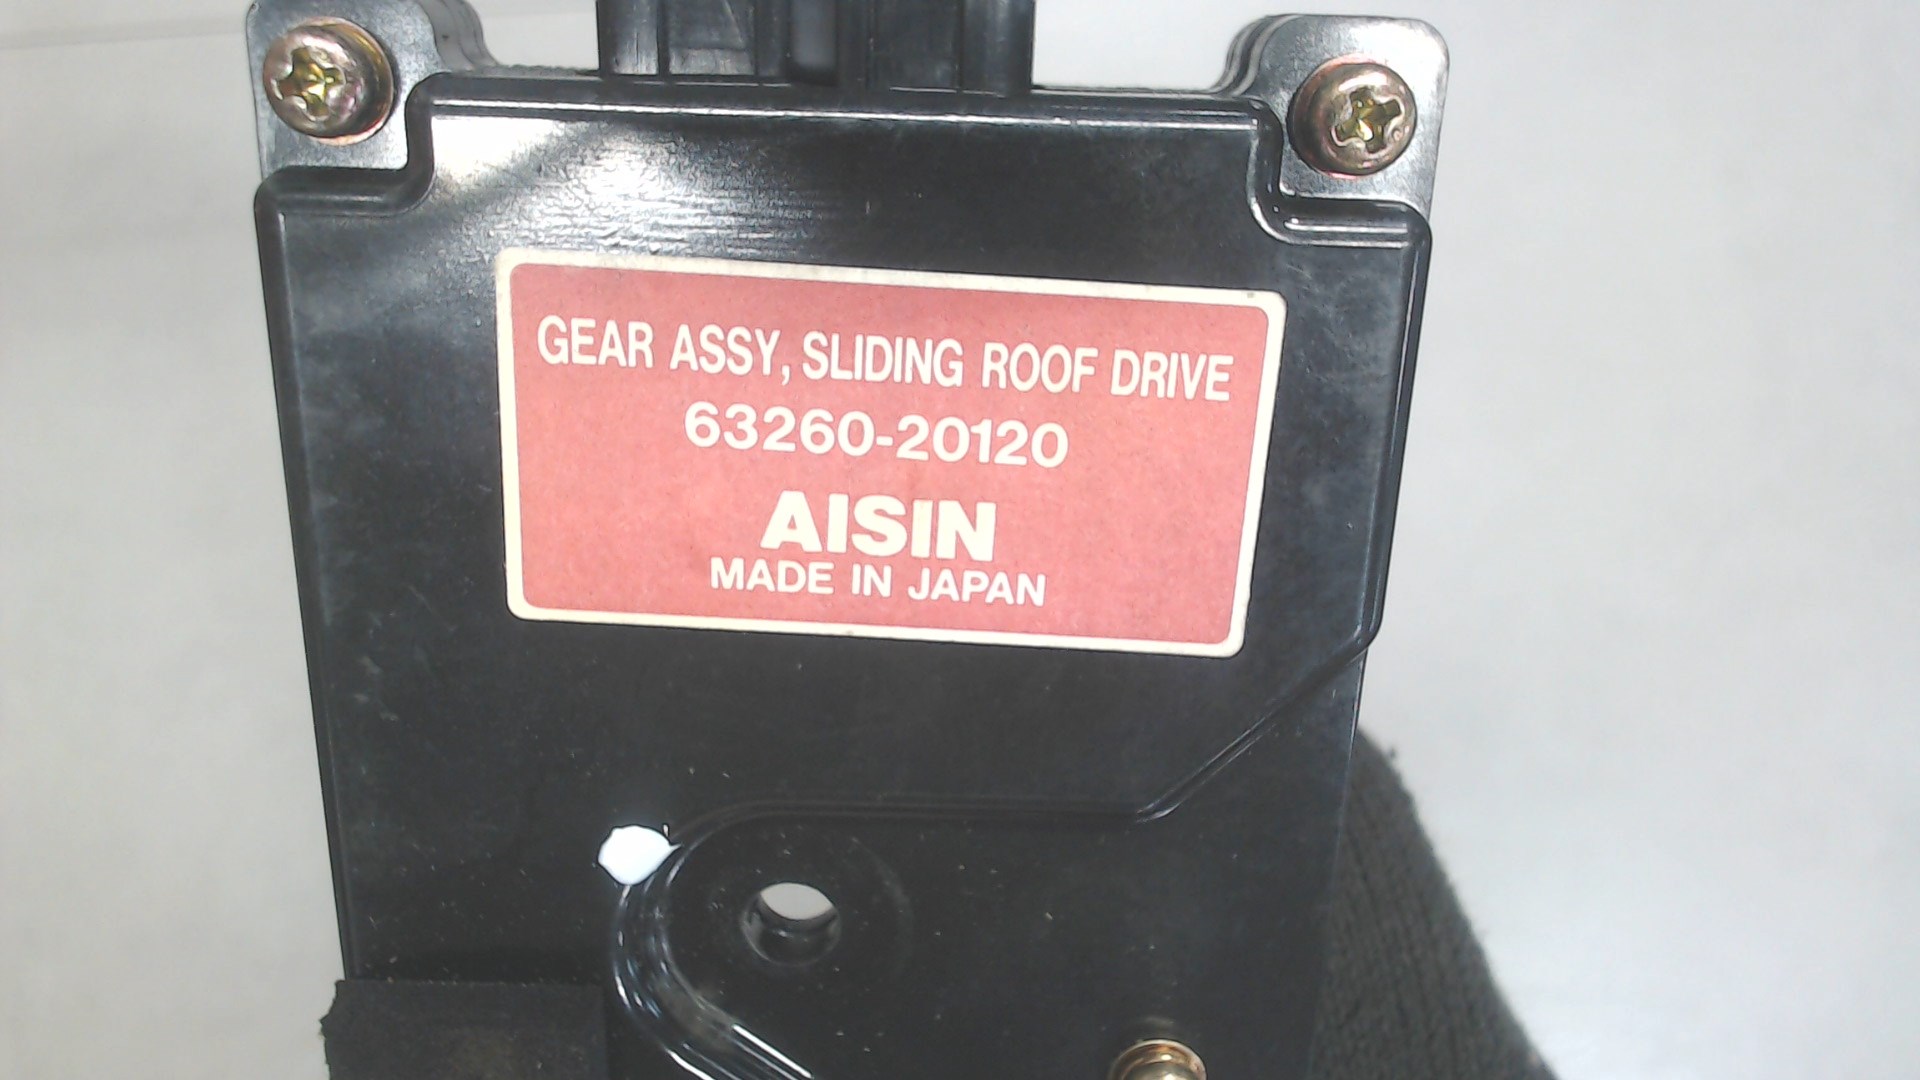 GEAR ASSY, SLIDING ROOF DRIVE
63260-20120
AISIN
MADE IN JAPAN